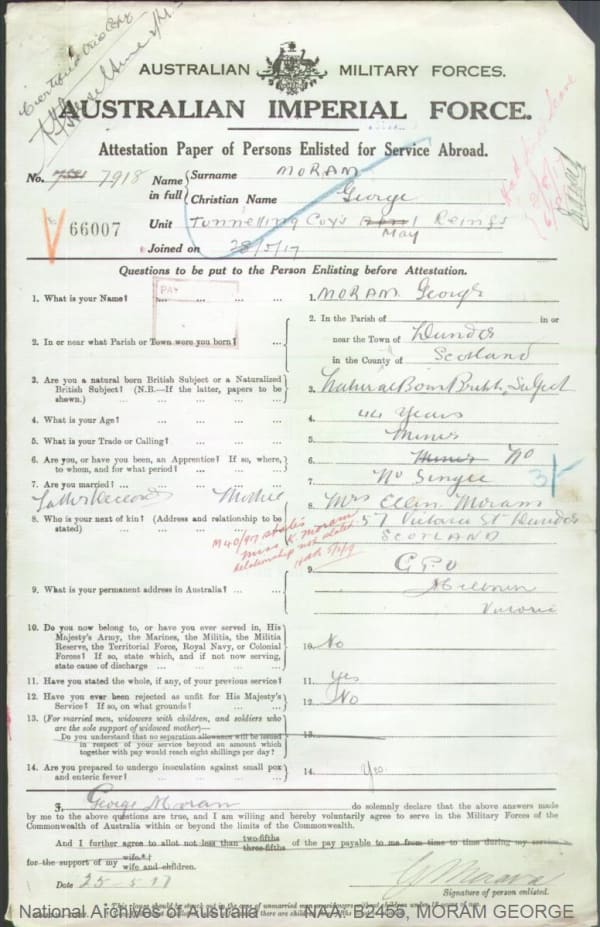 Certified True Copy
AUSTRALIAN MILITARY FORCES.
AUSTRALIAN IMPERIAL FORCE.
Attestation Paper of Persons Enlisted for Service Abroad.
No. 7918
Name in full
Surname MORAM
Christian Name George
66007
Unit Tunnelling Coys May Reinfs
Joined on 28/5/17
Questions to be put to the Person Enlisting before Attestation.
PAY
1. What is your Name? ... ... ... ... 1. MORAM George
2. In or near what Parish or Town were you born? ... 2. In the Parish of in or
near the Town of Dundee
in the County of Scotland
3. Are you a natural born British Subject or a Naturalized
British Subject? (N.B.—If the latter, papers to be
shown.) ... ... ... ... 3. Natural Born British Subject
4. What is your Age? ... ... ... ... 4. 44 Years
5. What is your Trade or Calling? ... ... ... 5. Miner
6. Are you, or have you been, an Apprentice? If so, where,
to whom, and for what period? ... ... ... 6. Miner No
7. Are you married? ... ... ... ... 7. No Single
3/-
Father Deceased Mother
8. Who is your next of kin? (Address and relationship to be
stated) ... ... ... 8. Mrs Ellen Moram
57 Victoria St Dundee
SCOTLAND
Miss K. Moram
relationship not stated
9. What is your permanent address in Australia? ... 9. G.P.O
Melbourne
Victoria
10. Do you now belong to, or have you ever served in, His
Majesty's Army, the Marines, the Militia, the Militia
Reserve, the Territorial Force, Royal Navy, or Colonial
Forces? If so, state which, and if not now serving,
state cause of discharge ... ... ... 10. No
11. Have you stated the whole, if any, of your previous service? 11. Yes
12. Have you ever been rejected as unfit for His Majesty's
Service? If so, on what grounds? ... ... 12. No
13. (For married men, widowers with children, and soldiers who
are the sole support of widowed mother)—
Do you understand that no separation allowance will be issued
in respect of your service beyond an amount which
together with pay would reach eight shillings per day? 13.
14. Are you prepared to undergo inoculation against small pox
and enteric fever? ... ... ... ... 14. Yes
I, George Moram do solemnly declare that the above answers made
by me to the above questions are true, and I am willing and hereby voluntarily agree to serve in the Military Forces of the
Commonwealth of Australia within or beyond the limits of the Commonwealth.
And I further agree to allot not less than two-fifths three-fifths of the pay payable to me from time to time during my service
for the support of my wife*† wife and children.
Date 25-5-17
G Moram
Signature of person enlisted.
National Archives of Australia NAA: B2455, MORAM GEORGE